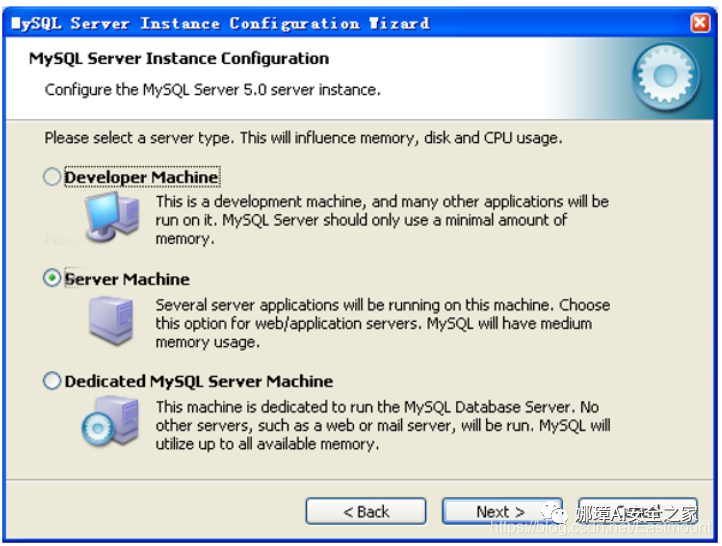 MySQL Server Instance Configuration Wizard
MySQL Server Instance Configuration
Configure the MySQL Server 5.0 server instance.
Please select a server type. This will influence memory, disk and CPU usage.
Developer Machine
This is a development machine, and many other applications will be
run on it. MySQL Server should only use a minimal amount of
memory.
Server Machine
Several server applications will be running on this machine. Choose
this option for web/application servers. MySQL will have medium
memory usage.
Dedicated MySQL Server Machine
This machine is dedicated to run the MySQL Database Server. No
other servers, such as a web or mail server, will be run. MySQL will
utilize up to all available memory.
< Back
Next >
娜璋AI安全之家
https://blog.csdn.net/Eastmount